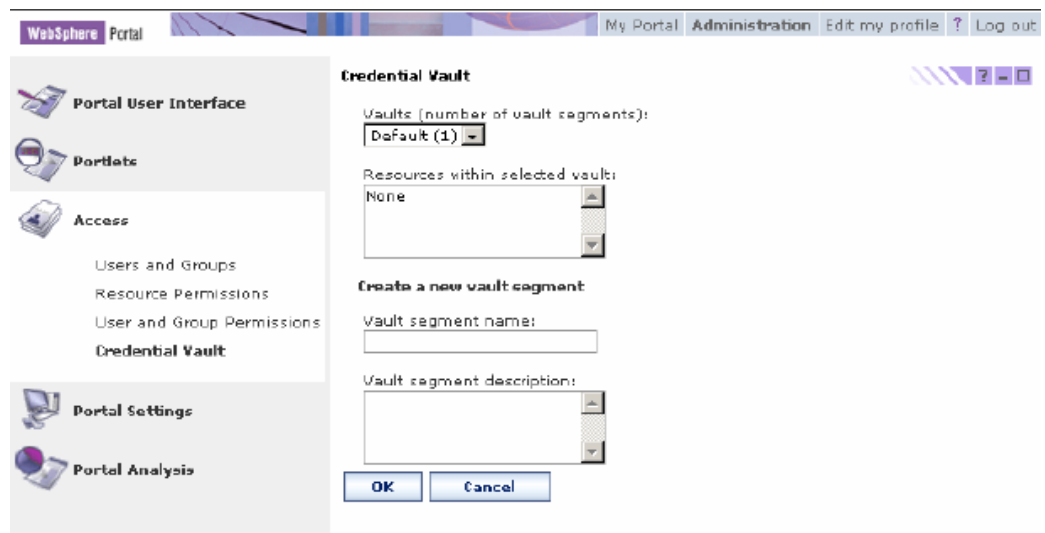 WebSphere Portal
My Portal Administration Edit my profile ? Log out
Portal User Interface
Portlets
Access
Users and Groups
Resource Permissions
User and Group Permissions
Credential Vault
Portal Settings
Portal Analysis
Credential Vault
?
Vaults (number of vault segments):
Default (1)
Resources within selected vault:
None
Create a new vault segment
Vault segment name:
Vault segment description:
OK Cancel